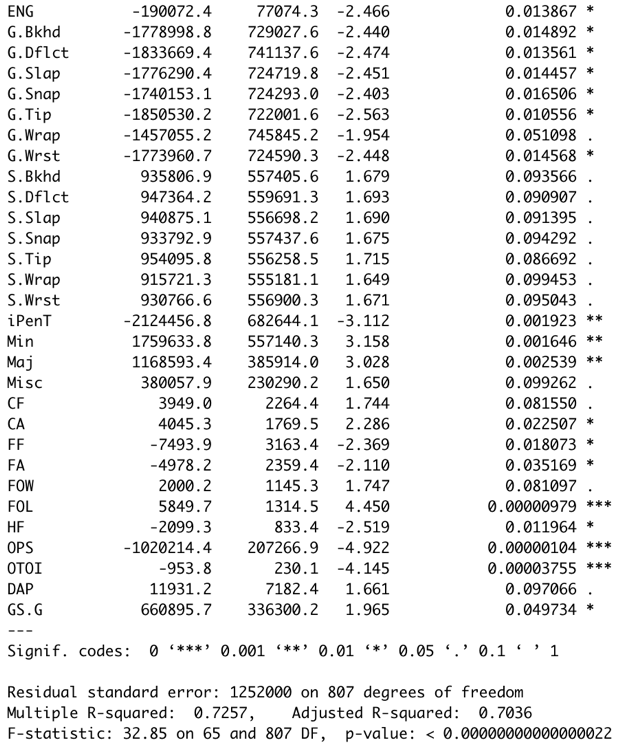 ENG -190072.4 77074.3 -2.466 0.013867 *
G.Bkhd -1778998.8 729027.6 -2.440 0.014892 *
G.Dflct -1833669.4 741137.6 -2.474 0.013561 *
G.Slap -1776290.4 724719.8 -2.451 0.014457 *
G.Snap -1740153.1 724293.0 -2.403 0.016506 *
G.Tip -1850530.2 722001.6 -2.563 0.010556 *
G.Wrap -1457055.2 745845.2 -1.954 0.051098 .
G.Wrst -1773960.7 724590.3 -2.448 0.014568 *
S.Bkhd 935806.9 557405.6 1.679 0.093566 .
S.Dflct 947364.2 559691.3 1.693 0.090907 .
S.Slap 940875.1 556698.2 1.690 0.091395 .
S.Snap 933792.9 557437.6 1.675 0.094292 .
S.Tip 954095.8 556258.5 1.715 0.086692 .
S.Wrap 915721.3 555181.1 1.649 0.099453 .
S.Wrst 930766.6 556900.3 1.671 0.095043 .
iPenT -2124456.8 682644.1 -3.112 0.001923 **
Min 1759633.8 557140.3 3.158 0.001646 **
Maj 1168593.4 385914.0 3.028 0.002539 **
Misc 380057.9 230290.2 1.650 0.099262 .
CF 3949.0 2264.4 1.744 0.081550 .
CA 4045.3 1769.5 2.286 0.022507 *
FF -7493.9 3163.4 -2.369 0.018073 *
FA -4978.2 2359.4 -2.110 0.035169 *
FOW 2000.2 1145.3 1.747 0.081097 .
FOL 5849.7 1314.5 4.450 0.00000979 ***
HF -2099.3 833.4 -2.519 0.011964 *
OPS -1020214.4 207266.9 -4.922 0.00000104 ***
OTOI -953.8 230.1 -4.145 0.00003755 ***
DAP 11931.2 7182.4 1.661 0.097066 .
GS.G 660895.7 336300.2 1.965 0.049734 *
---
Signif. codes: 0 ‘***’ 0.001 ‘**’ 0.01 ‘*’ 0.05 ‘.’ 0.1 ‘ ’ 1
Residual standard error: 1252000 on 807 degrees of freedom
Multiple R-squared: 0.7257, Adjusted R-squared: 0.7036
F-statistic: 32.85 on 65 and 807 DF, p-value: < 0.00000000000000022